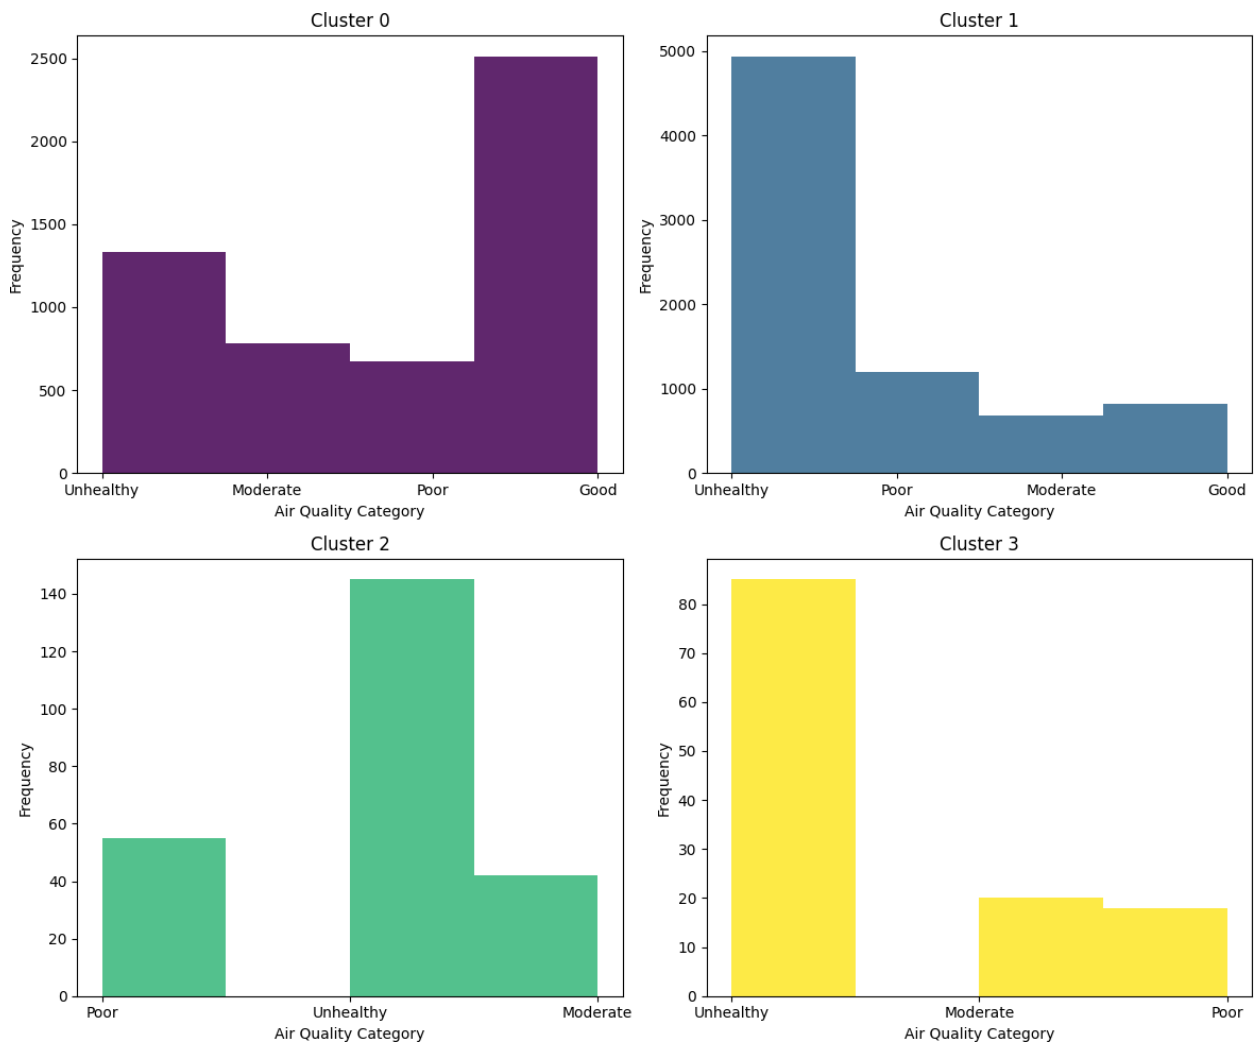 Cluster 0
2500
2000
1500
1000
500
0
Frequency
Unhealthy Moderate Poor Good
Air Quality Category
Cluster 1
5000
4000
3000
2000
1000
0
Frequency
Unhealthy Poor Moderate Good
Air Quality Category
Cluster 2
140
120
100
80
60
40
20
0
Frequency
Poor Unhealthy Moderate
Air Quality Category
Cluster 3
80
70
60
50
40
30
20
10
0
Frequency
Unhealthy Moderate Poor
Air Quality Category